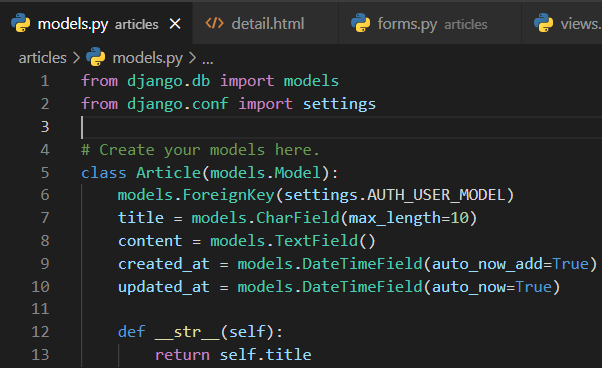 models.py articles × detail.html forms.py articles views.
articles > models.py > ...
1 from django.db import models
2 from django.conf import settings
3
4 # Create your models here.
5 class Article(models.Model):
6     models.ForeignKey(settings.AUTH_USER_MODEL)
7     title = models.CharField(max_length=10)
8     content = models.TextField()
9     created_at = models.DateTimeField(auto_now_add=True)
10     updated_at = models.DateTimeField(auto_now=True)
11
12     def __str__(self):
13         return self.title